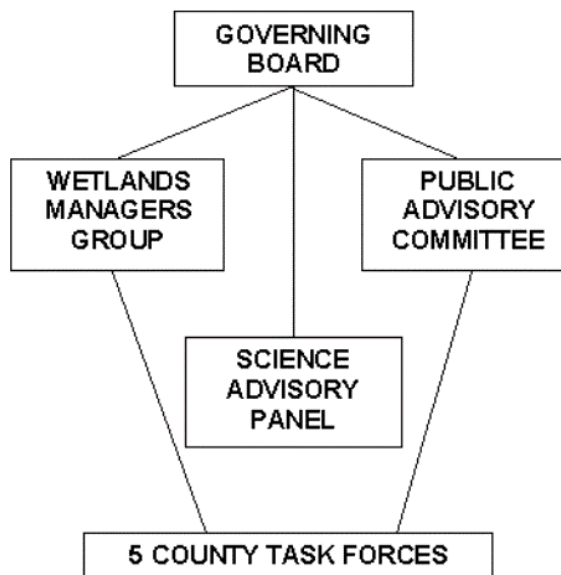 GOVERNING
BOARD
WETLANDS
MANAGERS
GROUP
PUBLIC
ADVISORY
COMMITTEE
SCIENCE
ADVISORY
PANEL
5 COUNTY TASK FORCES